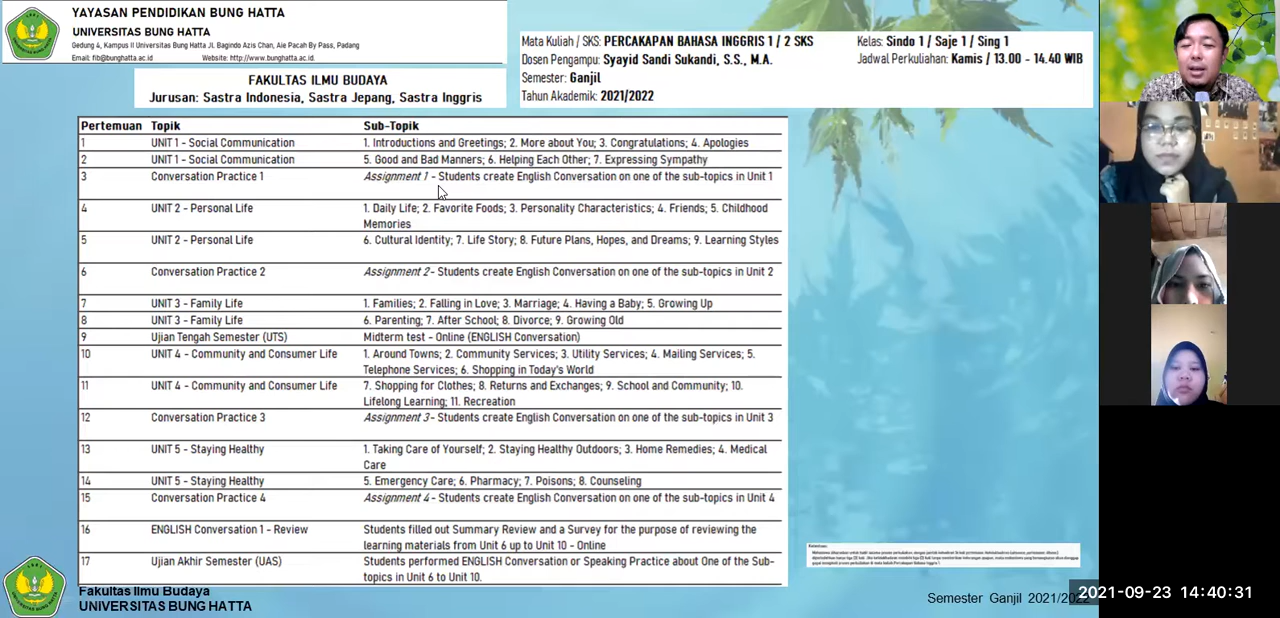 YAYASAN PENDIDIKAN BUNG HATTA
UNIVERSITAS BUNG HATTA
Gedung 4, Kampus II Universitas Bung Hatta Jl. Bagindo Azis Chan, Aie Pacah By Pass, Padang
Email: fib@bunghatta.ac.id Website: http://www.bunghatta.ac.id
FAKULTAS ILMU BUDAYA
Jurusan: Sastra Indonesia, Sastra Jepang, Sastra Inggris
Mata Kuliah / SKS: PERCAKAPAN BAHASA INGGRIS 1 / 2 SKS
Dosen Pengampu: Syayid Sandi Sukandi, S.S., M.A.
Semester: Ganjil
Tahun Akademik: 2021/2022
Kelas: Sindo 1 / Saje 1 / Sing 1
Jadwal Perkuliahan: Kamis / 13.00 - 14.40 WIB
Pertemuan Topik Sub-Topik
1 UNIT 1 - Social Communication 1. Introductions and Greetings; 2. More about You; 3. Congratulations; 4. Apologies
2 UNIT 1 - Social Communication 5. Good and Bad Manners; 6. Helping Each Other; 7. Expressing Sympathy
3 Conversation Practice 1 Assignment 1 - Students create English Conversation on one of the sub-topics in Unit 1
4 UNIT 2 - Personal Life 1. Daily Life; 2. Favorite Foods; 3. Personality Characteristics; 4. Friends; 5. Childhood
Memories
5 UNIT 2 - Personal Life 6. Cultural Identity; 7. Life Story; 8. Future Plans, Hopes, and Dreams; 9. Learning Styles
6 Conversation Practice 2 Assignment 2 - Students create English Conversation on one of the sub-topics in Unit 2
7 UNIT 3 - Family Life 1. Families; 2. Falling in Love; 3. Marriage; 4. Having a Baby; 5. Growing Up
8 UNIT 3 - Family Life 6. Parenting; 7. After School; 8. Divorce; 9. Growing Old
9 Ujian Tengah Semester (UTS) Midterm test - Online (ENGLISH Conversation)
10 UNIT 4 - Community and Consumer Life 1. Around Towns; 2. Community Services; 3. Utility Services; 4. Mailing Services; 5.
Telephone Services; 6. Shopping in Today's World
11 UNIT 4 - Community and Consumer Life 7. Shopping for Clothes; 8. Returns and Exchanges; 9. School and Community; 10.
Lifelong Learning; 11. Recreation
12 Conversation Practice 3 Assignment 3 - Students create English Conversation on one of the sub-topics in Unit 3
13 UNIT 5 - Staying Healthy 1. Taking Care of Yourself; 2. Staying Healthy Outdoors; 3. Home Remedies; 4. Medical
Care
14 UNIT 5 - Staying Healthy 5. Emergency Care; 6. Pharmacy; 7. Poisons; 8. Counseling
15 Conversation Practice 4 Assignment 4 - Students create English Conversation on one of the sub-topics in Unit 4
16 ENGLISH Conversation 1 - Review Students filled out Summary Review and a Survey for the purpose of reviewing the
learning materials from Unit 6 up to Unit 10 - Online
17 Ujian Akhir Semester (UAS) Students performed ENGLISH Conversation or Speaking Practice about One of the Sub-
topics in Unit 6 to Unit 10.
Fakultas Ilmu Budaya
UNIVERSITAS BUNG HATTA
Semester Ganjil 2021/2022
2021-09-23 14:40:31